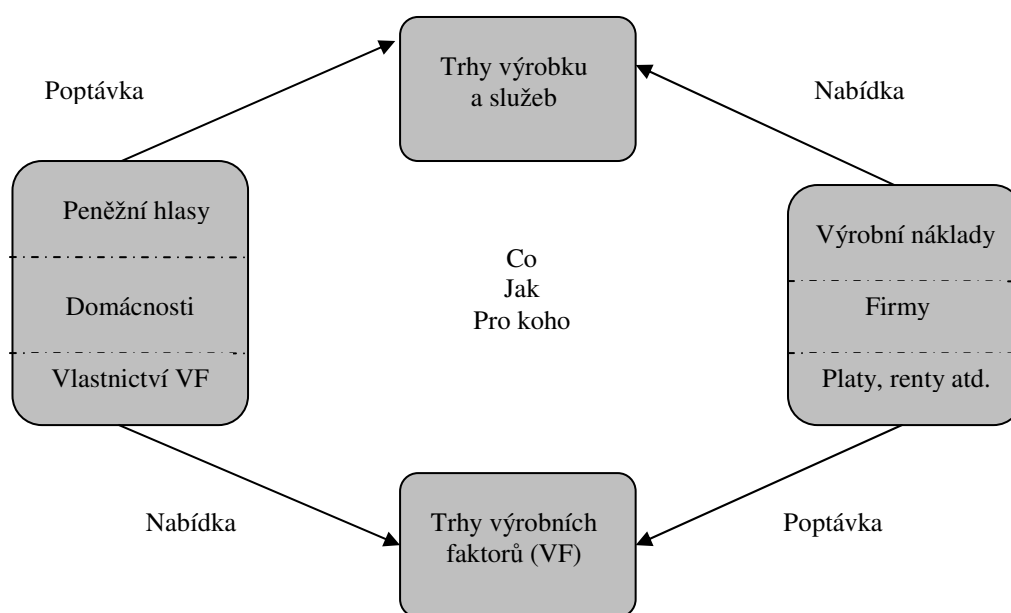 Trhy výrobku
a služeb
Poptávka
Nabídka
Peněžní hlasy
Domácnosti
Vlastnictví VF
Co
Jak
Pro koho
Výrobní náklady
Firmy
Platy, renty atd.
Nabídka
Trhy výrobních
faktorů (VF)
Poptávka